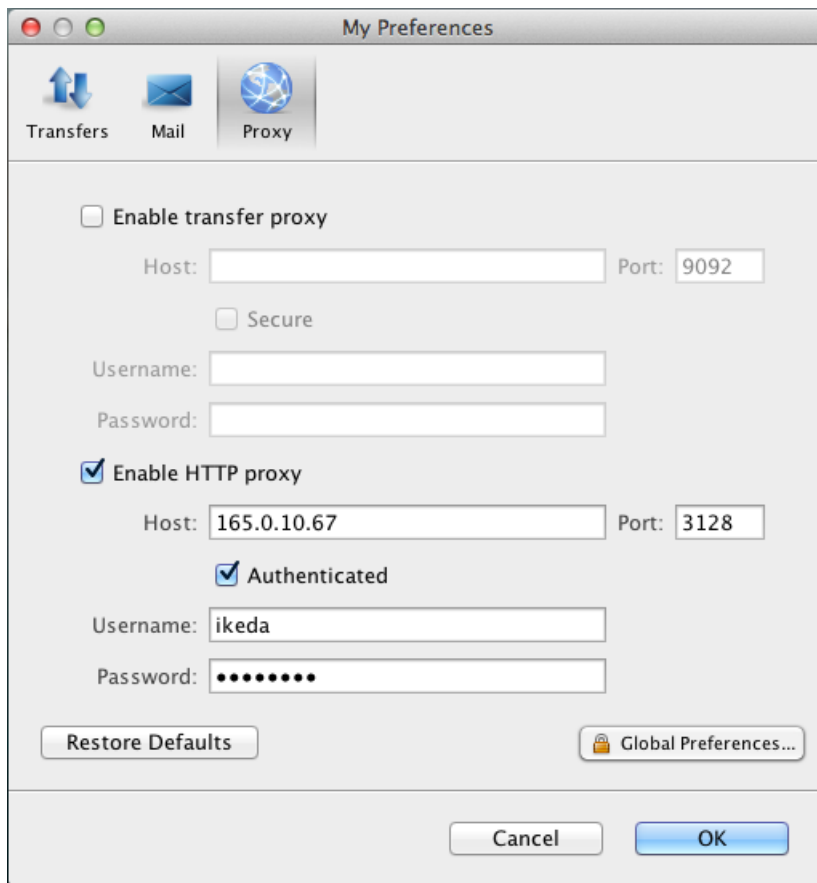 My Preferences
Transfers Mail Proxy
Enable transfer proxy
Host: Port: 9092
Secure
Username:
Password:
Enable HTTP proxy
Host: 165.0.10.67 Port: 3128
Authenticated
Username: ikeda
Password: ••••••••
Restore Defaults Global Preferences...
Cancel OK